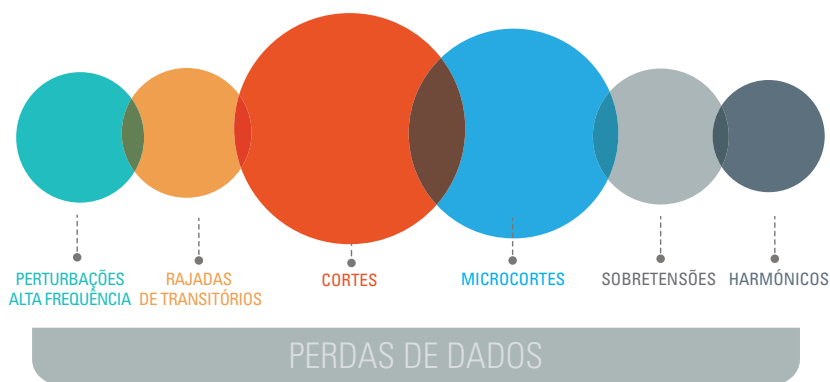 PERTURBAÇÕES
ALTA FREQUÊNCIA
RAJADAS
DE TRANSITÓRIOS
CORTES
MICROCORTES
SOBRETENSÕES
HARMÓNICOS
PERDAS DE DADOS